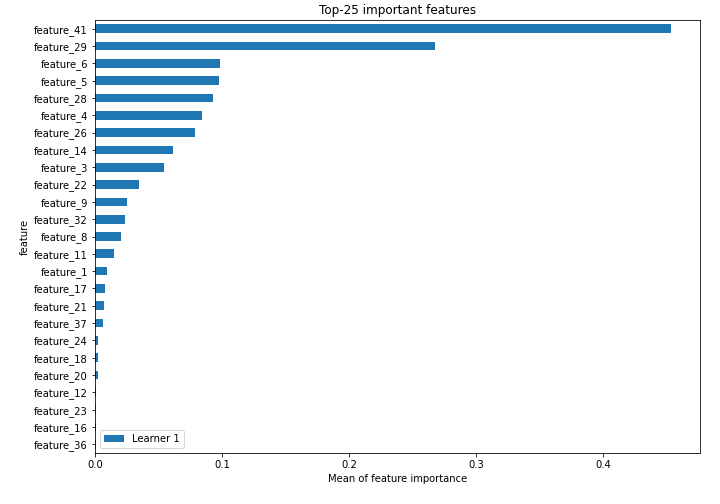 Top-25 important features
feature_41
feature_29
feature_6
feature_5
feature_28
feature_4
feature_26
feature_14
feature_3
feature_22
feature_9
feature_32
feature_8
feature_11
feature_1
feature_17
feature_21
feature_37
feature_24
feature_18
feature_20
feature_12
feature_23
feature_16
feature_36
feature
Learner 1
0.0 0.1 0.2 0.3 0.4
Mean of feature importance